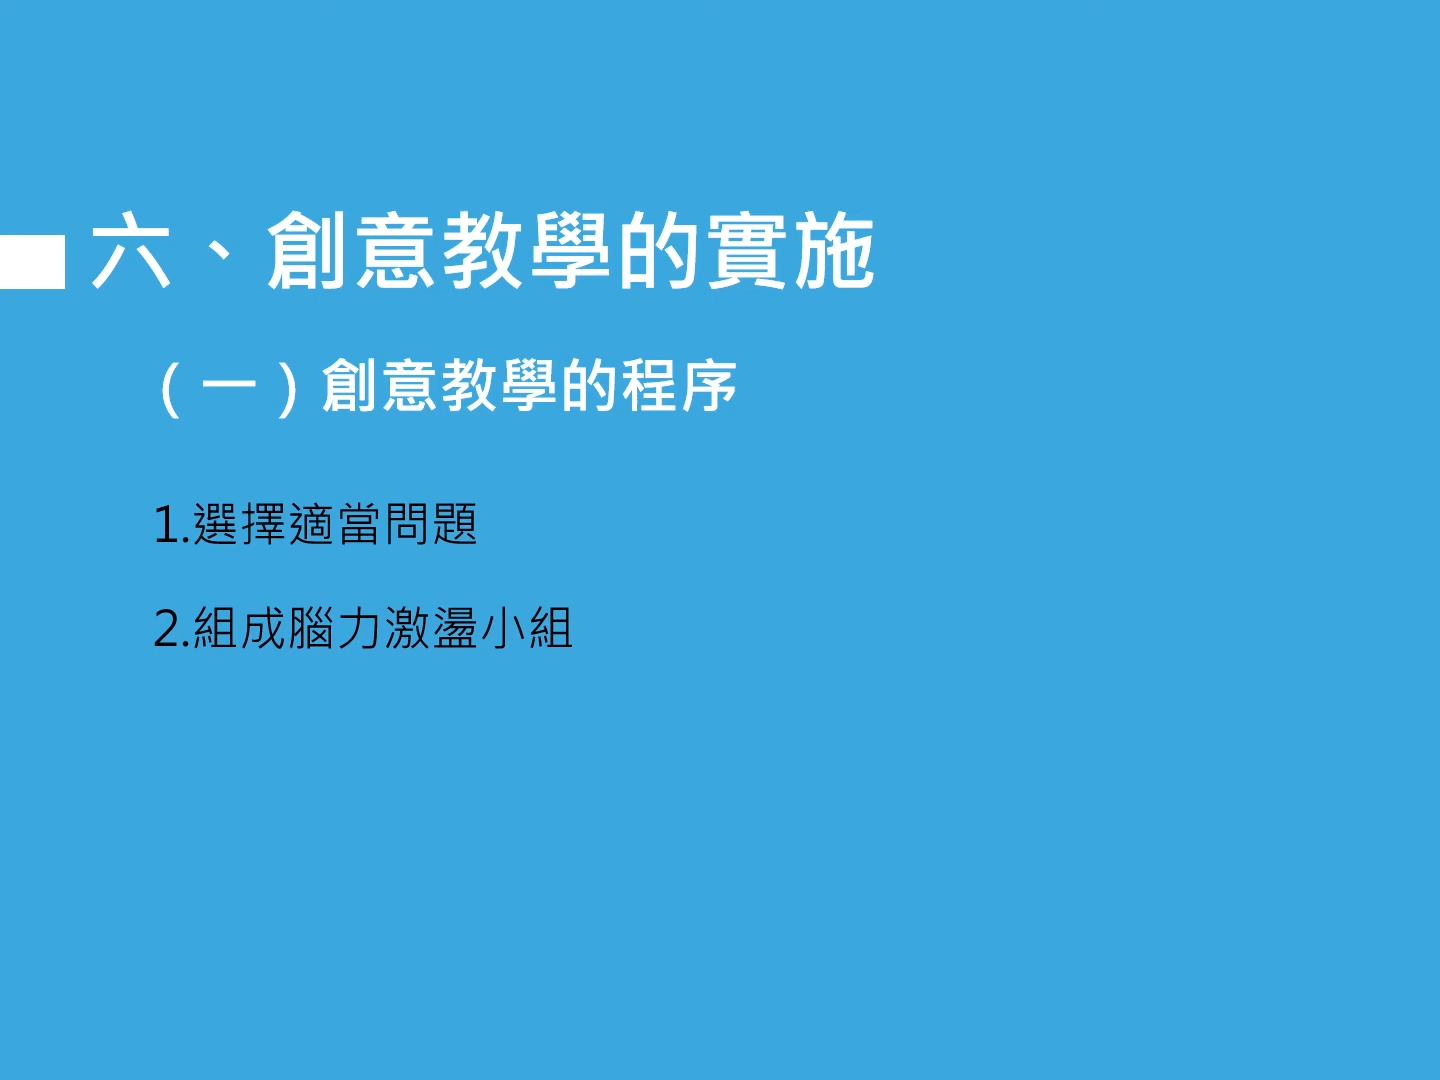 六、創意教學的實施
（一）創意教學的程序
1.選擇適當問題
2.組成腦力激盪小組